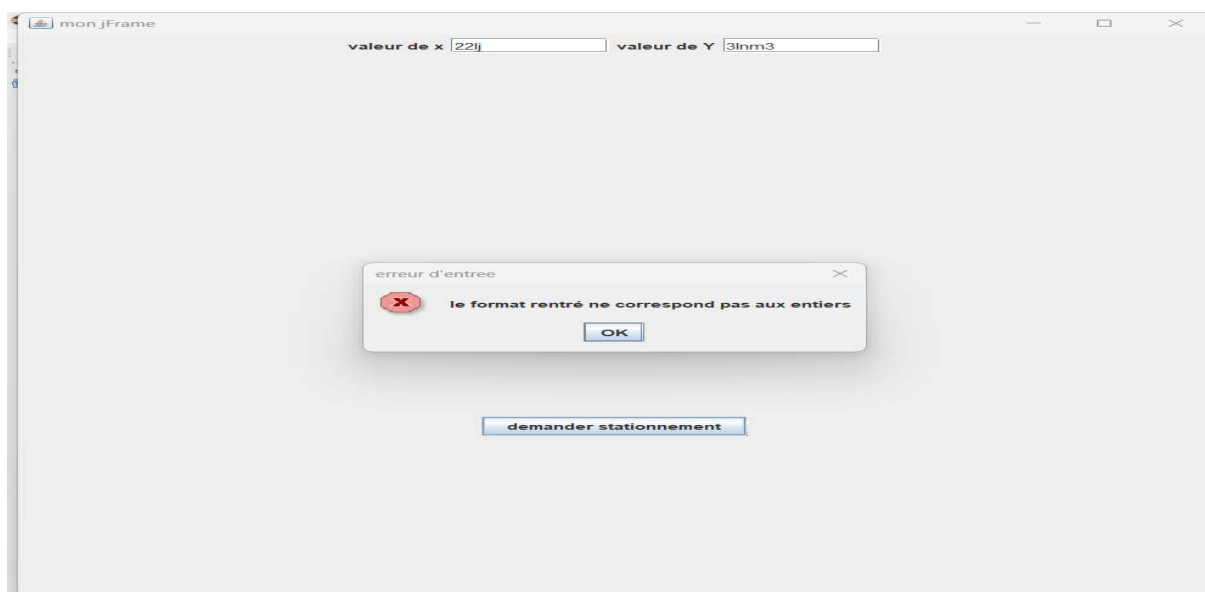 mon jFrame
valeur de x 22lj valeur de Y 3lnm3
erreur d'entree
le format rentré ne correspond pas aux entiers
OK
demander stationnement